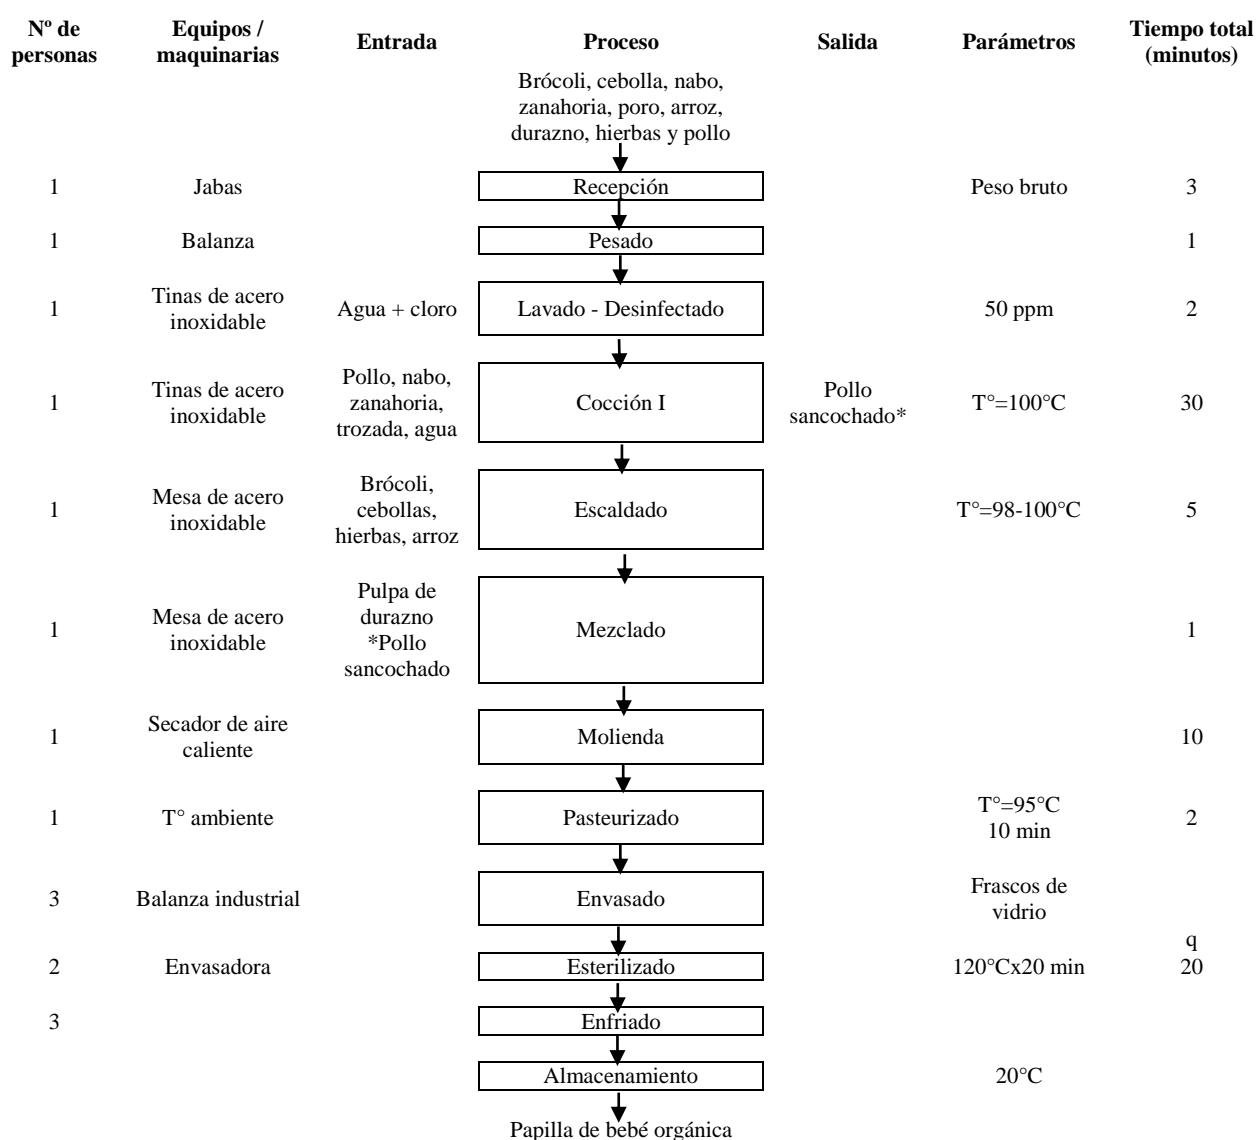 Nº de personas Equipos / maquinarias Entrada Proceso Salida Parámetros Tiempo total (minutos)
Brócoli, cebolla, nabo,
zanahoria, poro, arroz,
durazno, hierbas y pollo
1 Jabas Recepción Peso bruto 3
1 Balanza Pesado 1
1 Tinas de acero inoxidable Agua + cloro Lavado - Desinfectado 50 ppm 2
1 Tinas de acero inoxidable Pollo, nabo, zanahoria, trozada, agua Cocción I Pollo sancochado* T°=100°C 30
1 Mesa de acero inoxidable Brócoli, cebollas, hierbas, arroz Escaldado T°=98-100°C 5
1 Mesa de acero inoxidable Pulpa de durazno *Pollo sancochado Mezclado 1
1 Secador de aire caliente Molienda 10
1 T° ambiente Pasteurizado T°=95°C 10 min 2
3 Balanza industrial Envasado Frascos de vidrio
q
2 Envasadora Esterilizado 120°Cx20 min 20
3 Enfriado
Almacenamiento 20°C
Papilla de bebé orgánica